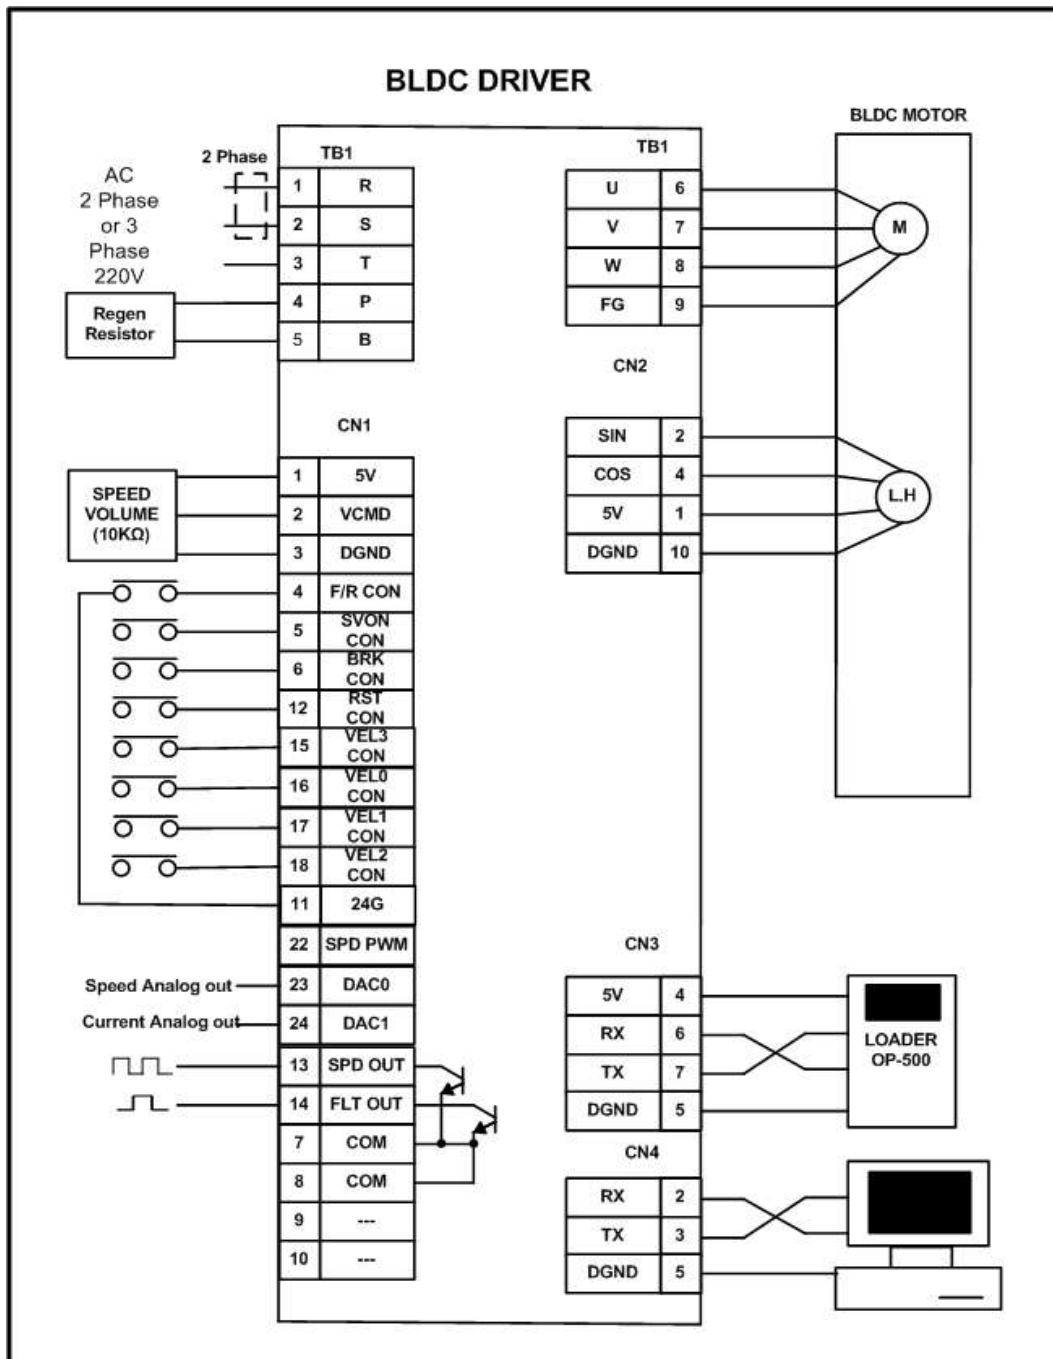 BLDC DRIVER
BLDC MOTOR
2 Phase
TB1
AC
2 Phase
or 3
Phase
220V
1 R
2 S
3 T
4 P
5 B
Regen
Resistor
CN1
SPEED
VOLUME
(10KΩ)
1 5V
2 VCMD
3 DGND
4 F/R CON
5 SVON
CON
6 BRK
CON
12 RST
CON
15 VEL3
CON
16 VEL0
CON
17 VEL1
CON
18 VEL2
CON
11 24G
22 SPD PWM
Speed Analog out 23 DAC0
Current Analog out 24 DAC1
13 SPD OUT
14 FLT OUT
7 COM
8 COM
9 ---
10 ---
TB1
U 6
V 7
W 8
FG 9
M
CN2
SIN 2
COS 4
5V 1
DGND 10
L.H
CN3
5V 4
RX 6
TX 7
DGND 5
LOADER
OP-500
CN4
RX 2
TX 3
DGND 5